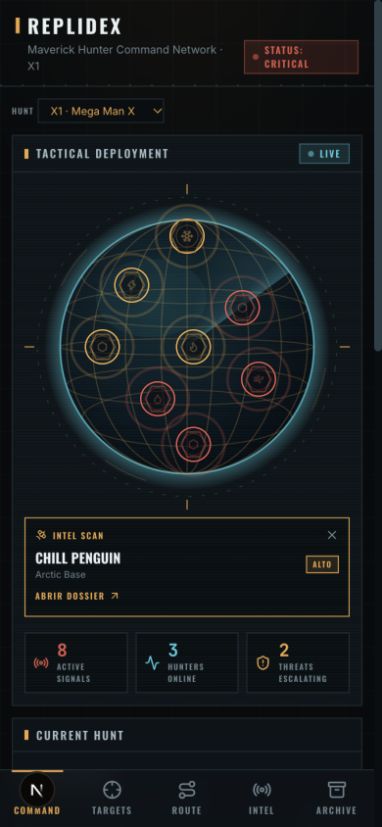 REPLIDEX
Maverick Hunter Command Network ·
X1
STATUS:
CRITICAL
HUNT
X1 · Mega Man X
TACTICAL DEPLOYMENT
LIVE
INTEL SCAN
CHILL PENGUIN
Arctic Base
ALTO
ABRIR DOSSIER
8
ACTIVE
SIGNALS
3
HUNTERS
ONLINE
2
THREATS
ESCALATING
CURRENT HUNT
N
COMMAND
TARGETS
ROUTE
INTEL
ARCHIVE